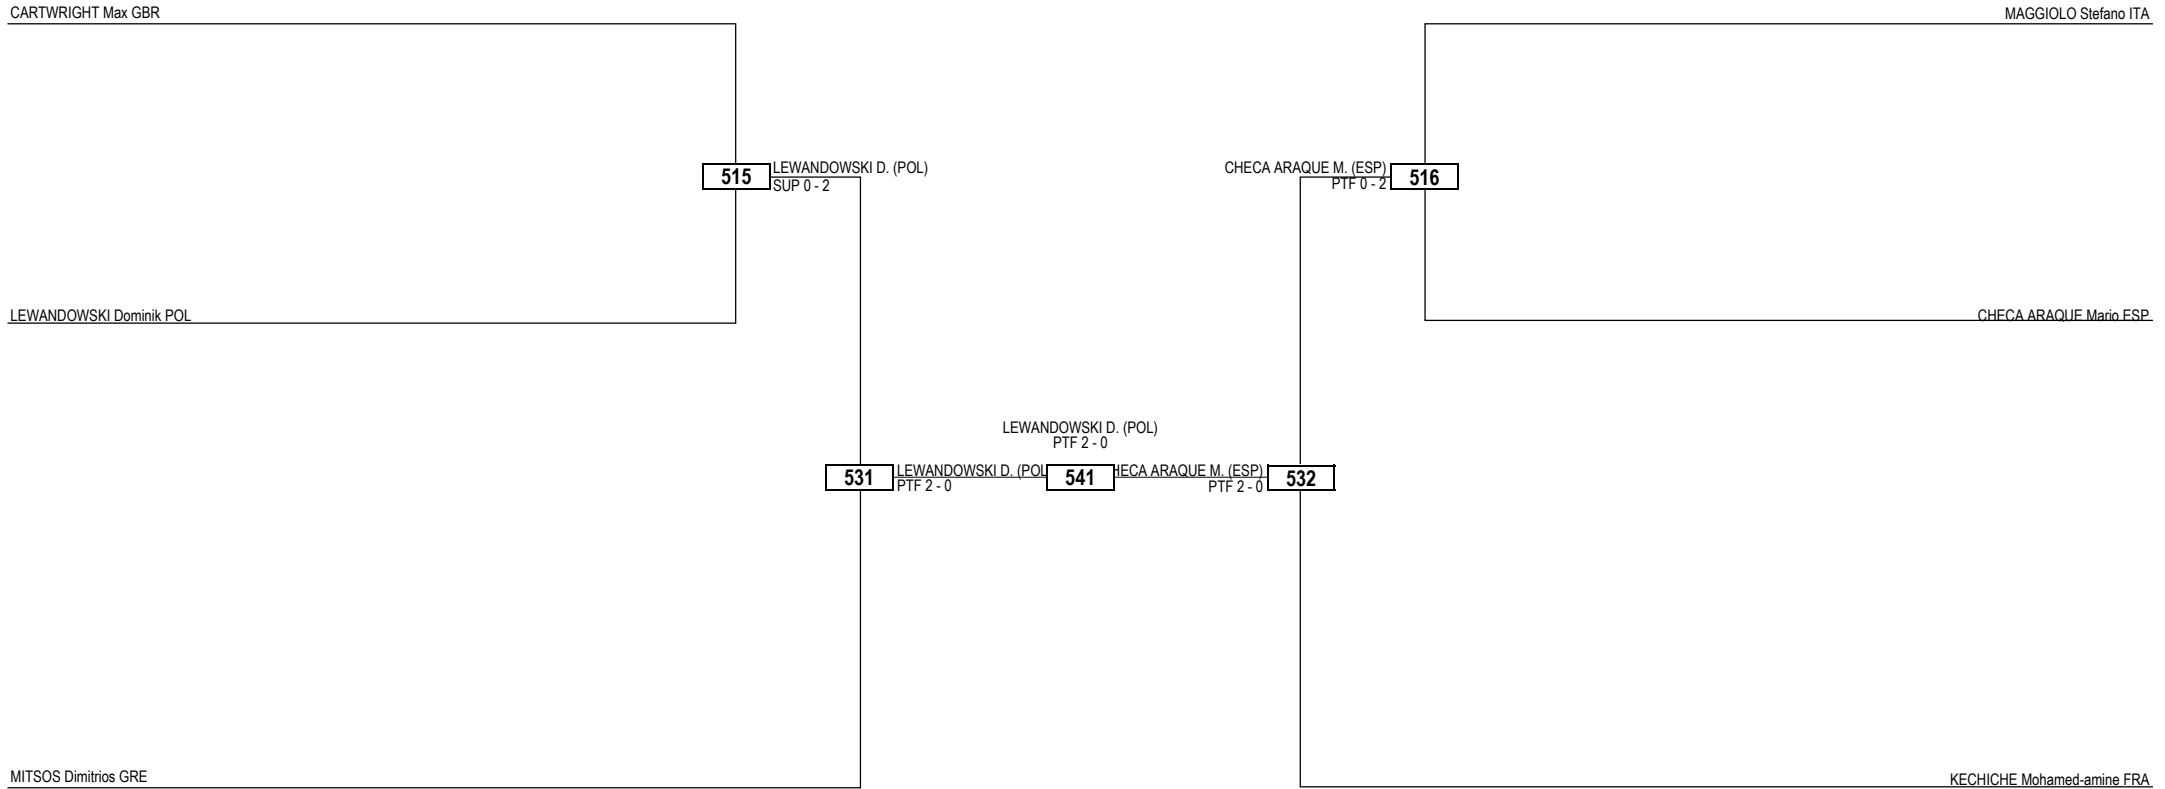 CARTWRIGHT Max GBR
MAGGIOLO Stefano ITA
515
LEWANDOWSKI D. (POL)
SUP 0 - 2
CHECA ARAQUE M. (ESP)
PTF 0 - 2
516
LEWANDOWSKI Dominik POL
CHECA ARAQUE Mario ESP
LEWANDOWSKI D. (POL)
PTF 2 - 0
531
LEWANDOWSKI D. (POL
PTF 2 - 0
541
HECA ARAQUE M. (ESP)
PTF 2 - 0
532
MITSOS Dimitrios GRE
KECHICHE Mohamed-amine FRA